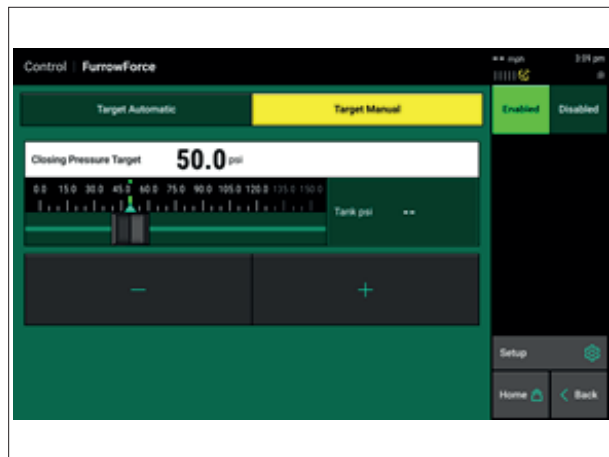 Control | FurrowForce
-- mph 3:09 pm
Target Automatic Target Manual
Enabled Disabled
Closing Pressure Target 50.0 psi
0.0 15.0 30.0 45.0 60.0 75.0 90.0 105.0 120.0 135.0 150.0
Tank psi --
− +
Setup
Home < Back